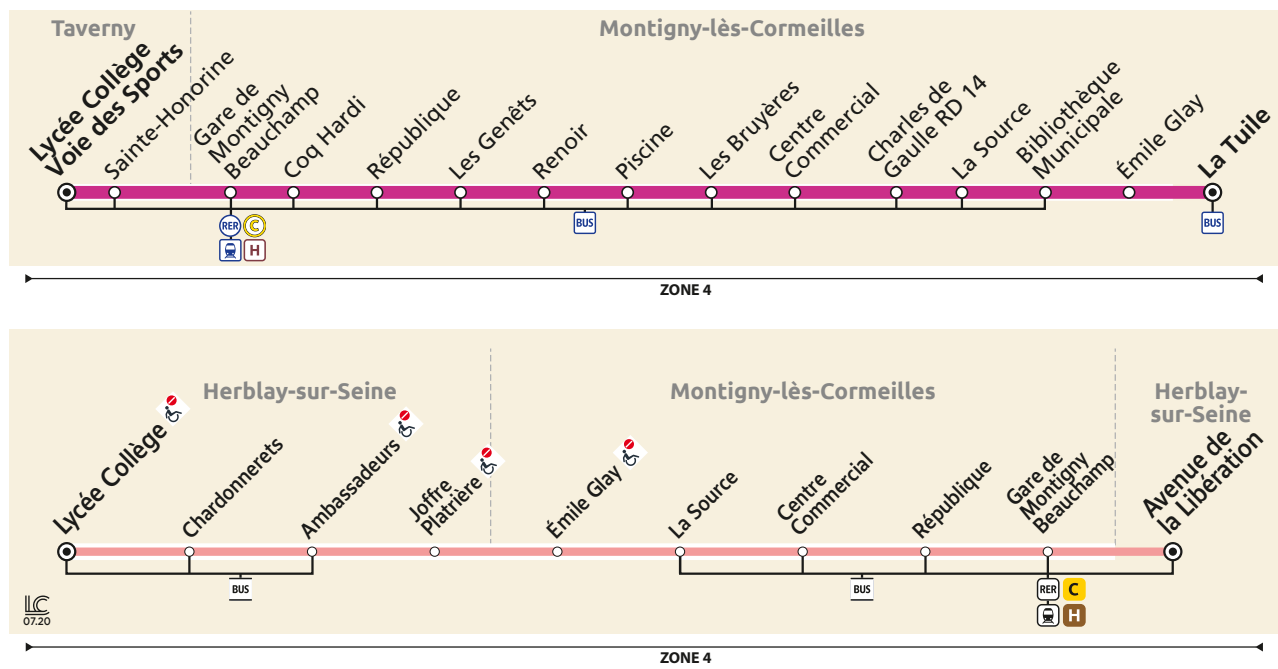 Taverny
Montigny-lès-Cormeilles
Lycée Collège
Voie des Sports
Sainte-Honorine
Gare de
Montigny
Beauchamp
Coq Hardi
République
Les Genêts
Renoir
Piscine
Les Bruyères
Centre
Commercial
Charles de
Gaulle RD 14
La Source
Bibliothèque
Municipale
Émile Glay
La Tuile
RER C
H
BUS
BUS
ZONE 4
Herblay-sur-Seine
Montigny-lès-Cormeilles
Herblay-
sur-Seine
Lycée Collège
Chardonnerets
Ambassadeurs
Joffre
Platrière
Émile Glay
La Source
Centre
Commercial
République
Gare de
Montigny
Beauchamp
Avenue de
la Libération
BUS
BUS
RER C
H
LC
07.20
ZONE 4